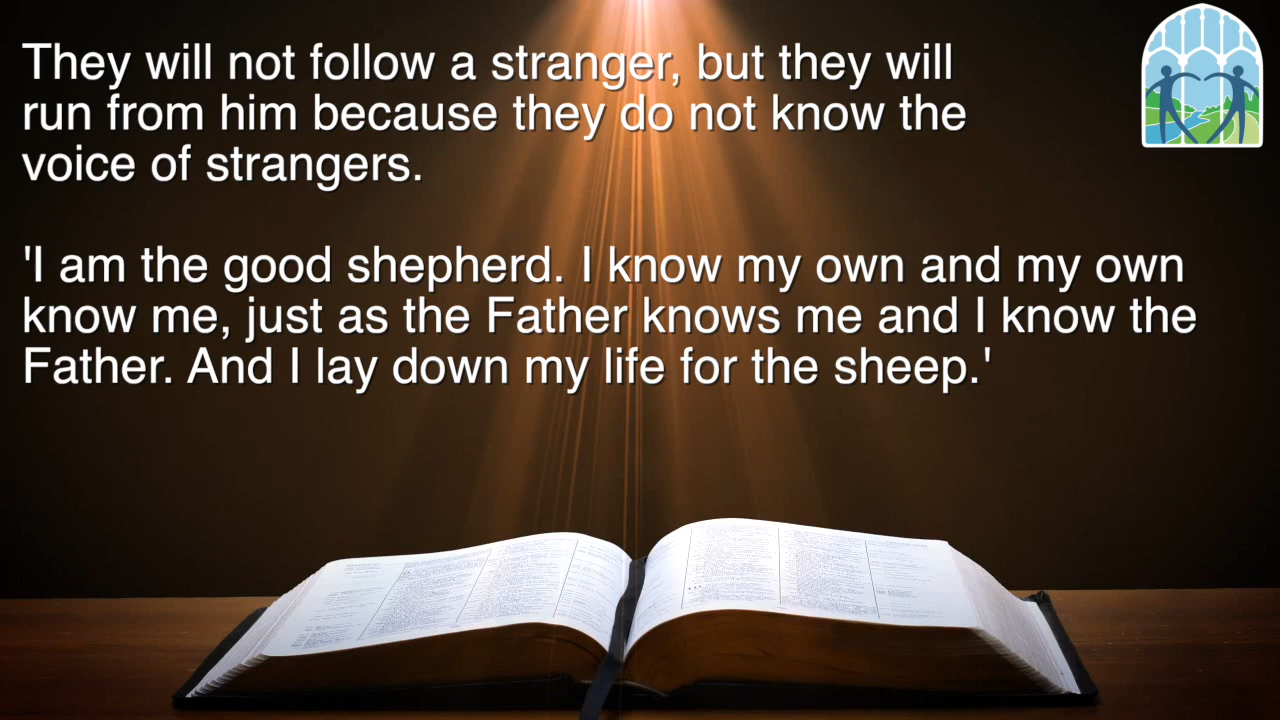 They will not follow a stranger, but they will
run from him because they do not know the
voice of strangers.
'I am the good shepherd. I know my own and my own
know me, just as the Father knows me and I know the
Father. And I lay down my life for the sheep.'